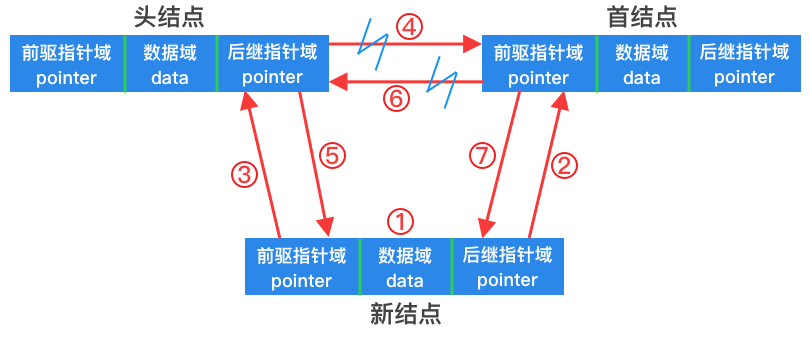 头结点
首结点
前驱指针域
pointer
数据域
data
后继指针域
pointer
④
⑥
前驱指针域
pointer
数据域
data
后继指针域
pointer
③
⑤
⑦
②
①
前驱指针域
pointer
数据域
data
后继指针域
pointer
新结点